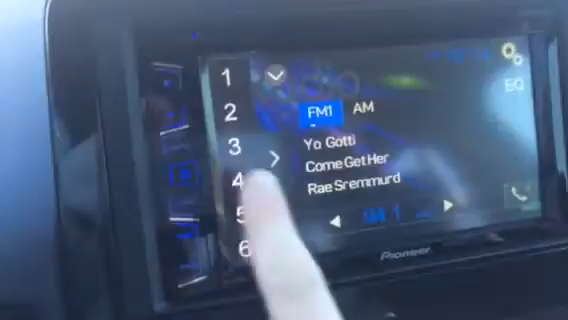 1
2
3
4
5
6
FM1 AM
EQ
Yo Gotti
Come Get Her
Rae Sremmurd
Pioneer